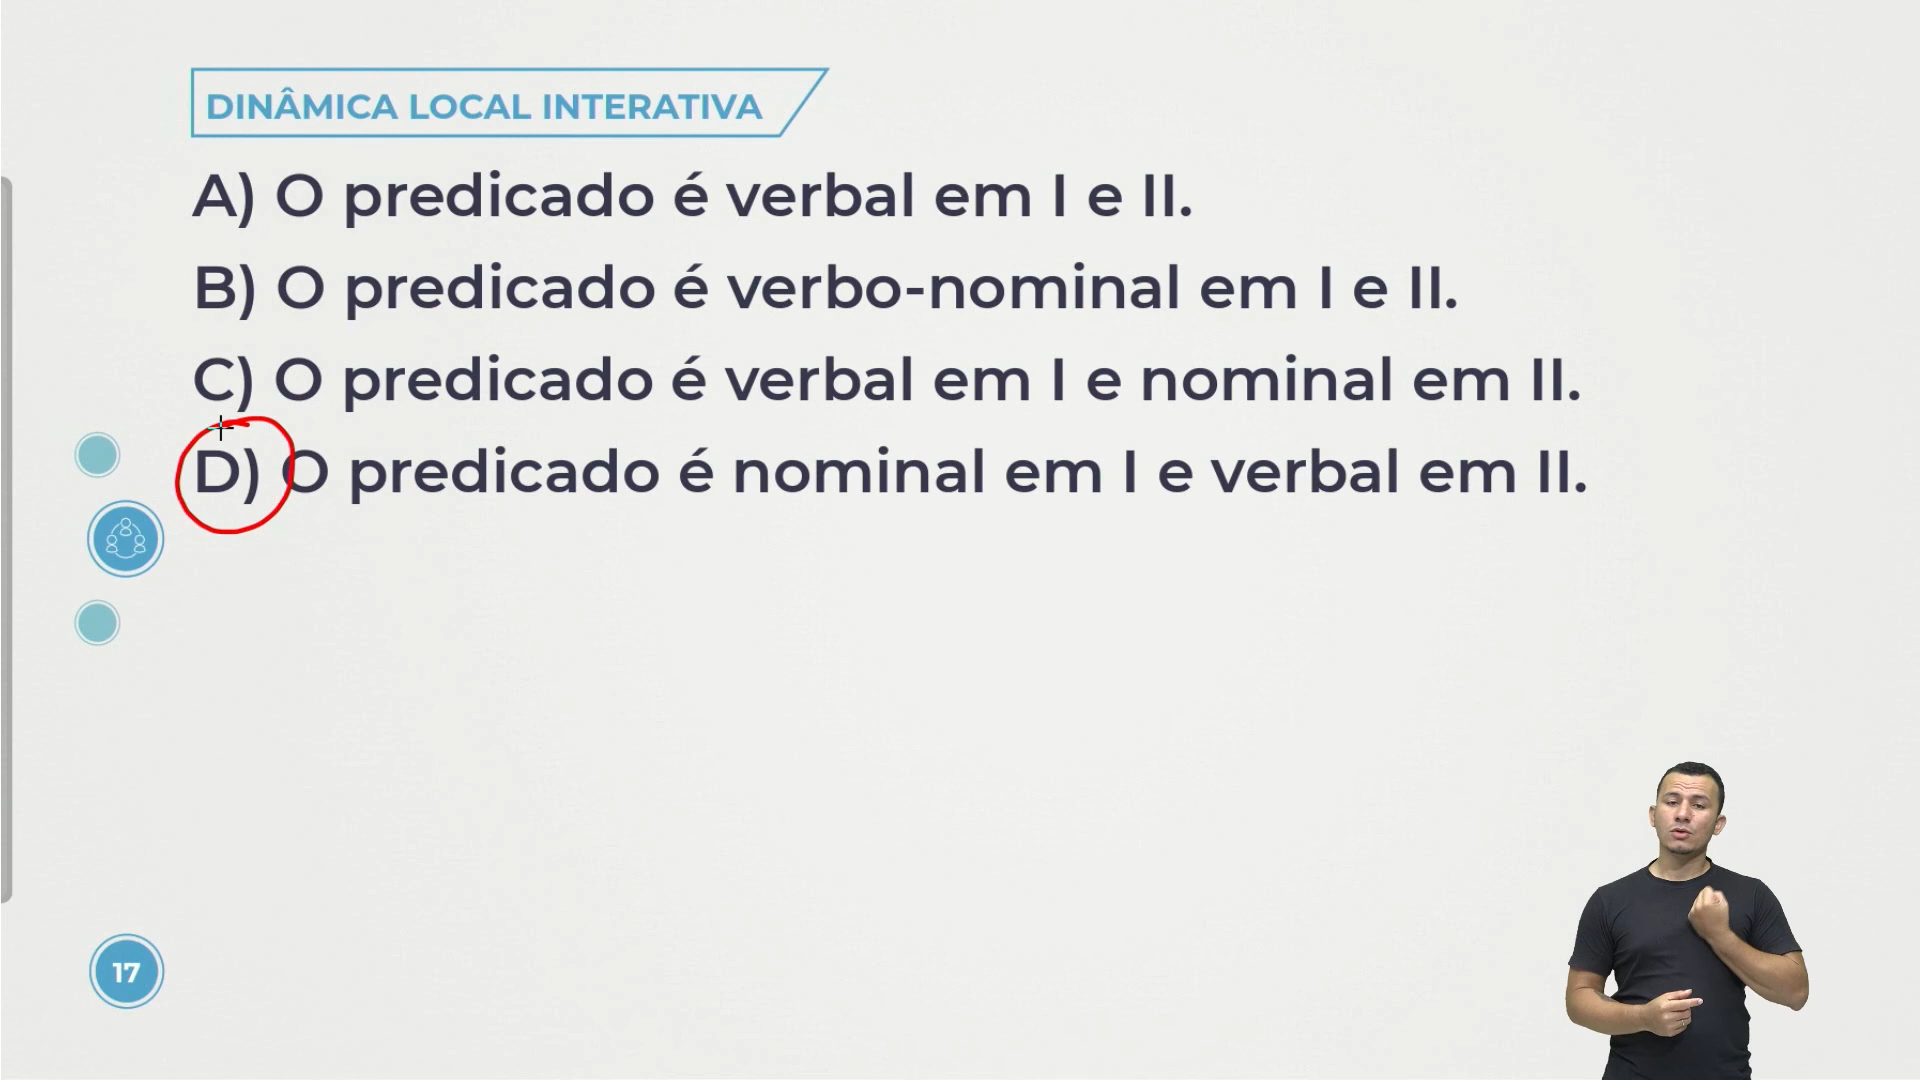 DINÂMICA LOCAL INTERATIVA
A) O predicado é verbal em I e II.
B) O predicado é verbo-nominal em I e II.
C) O predicado é verbal em I e nominal em II.
D) O predicado é nominal em I e verbal em II.
17